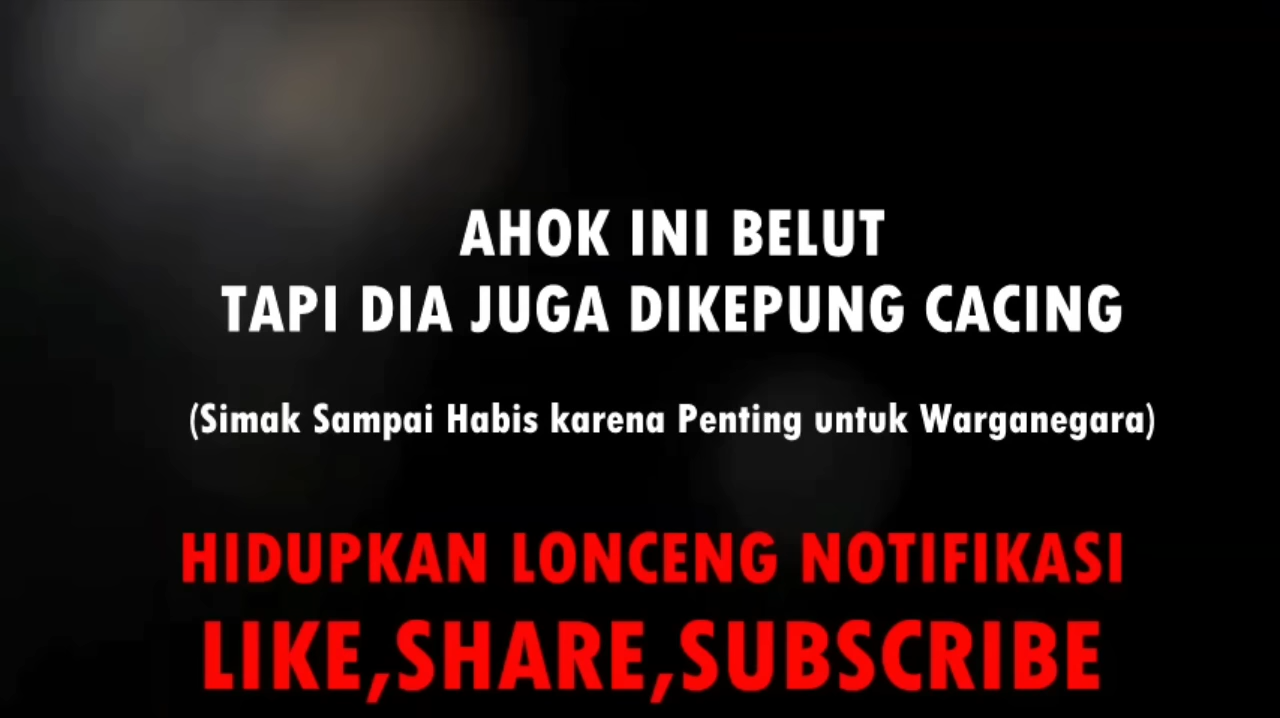 AHOK INI BELUT
TAPI DIA JUGA DIKEPUNG CACING
(Simak Sampai Habis karena Penting untuk Warganegara)
HIDUPKAN LONCENG NOTIFIKASI
LIKE,SHARE,SUBSCRIBE